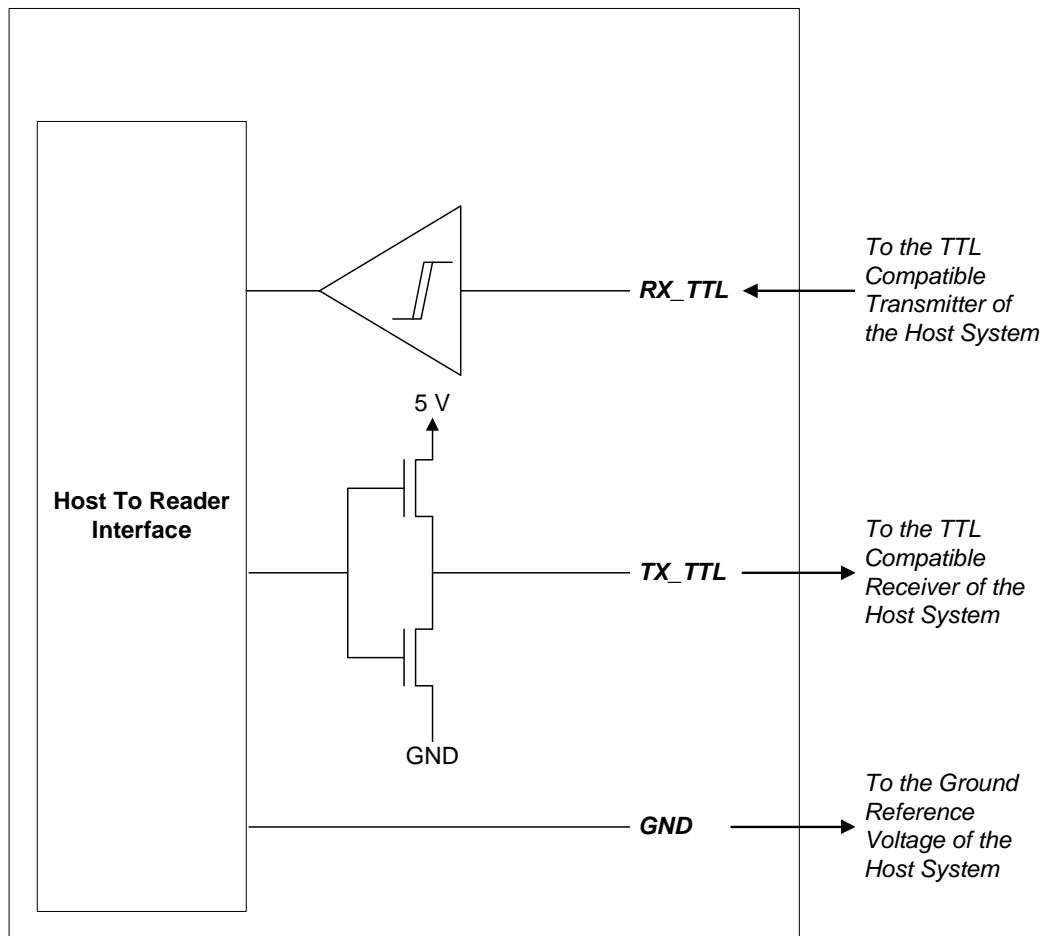 RX_TTL
To the TTL
Compatible
Transmitter of
the Host System
5 V
Host To Reader
Interface
TX_TTL
To the TTL
Compatible
Receiver of the
Host System
GND
GND
To the Ground
Reference
Voltage of the
Host System